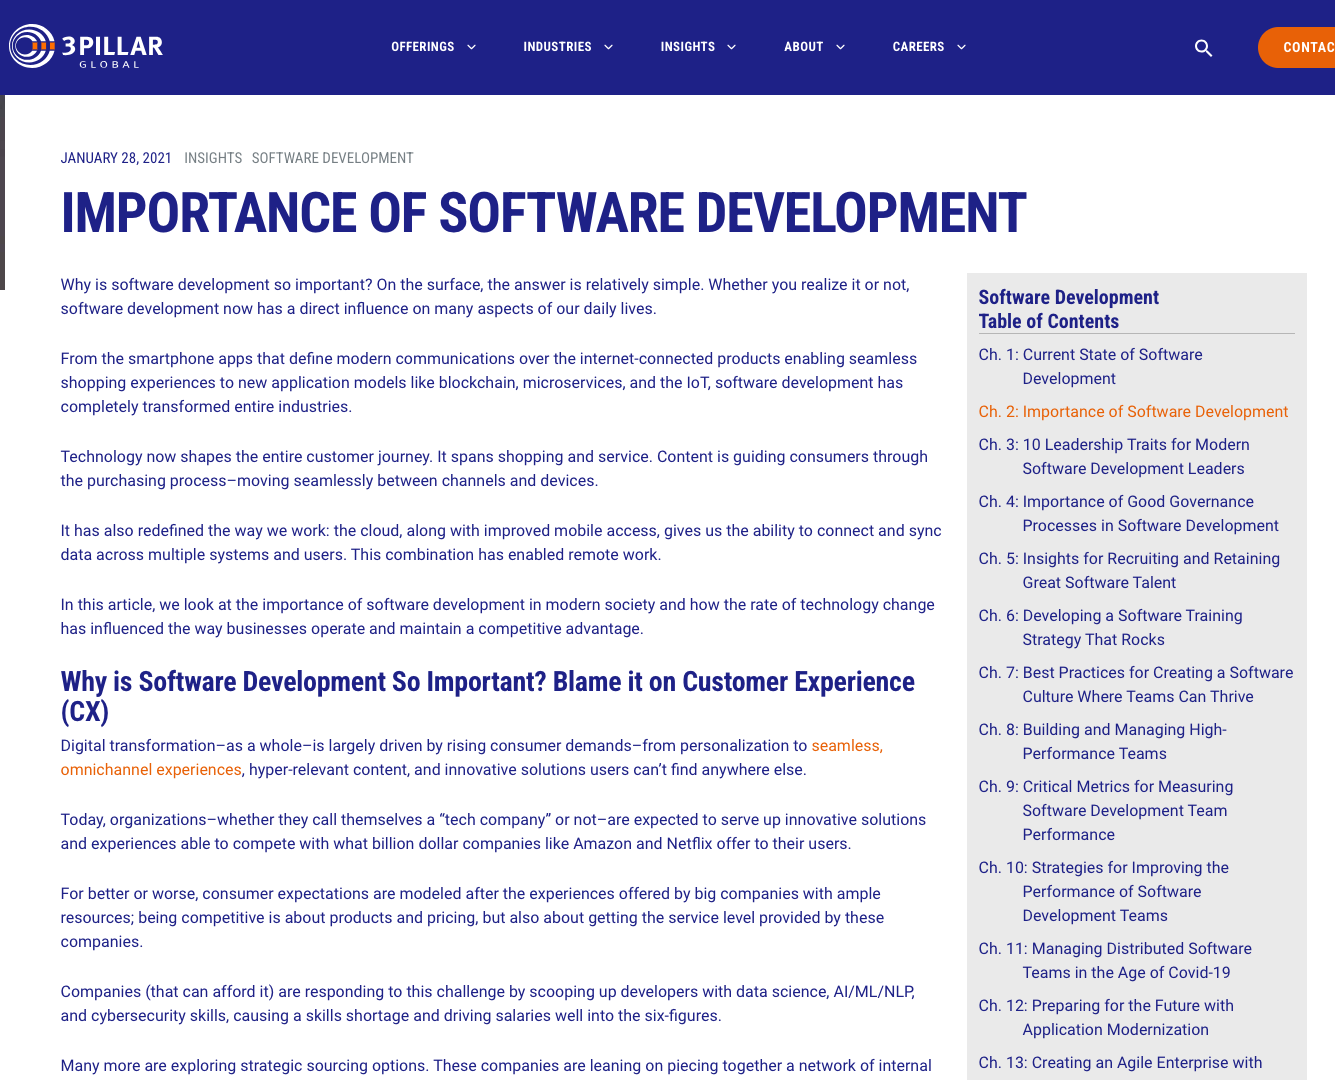 3PILLAR
GLOBAL
OFFERINGS
INDUSTRIES
INSIGHTS
ABOUT
CAREERS
CONTAC
JANUARY 28, 2021 INSIGHTS SOFTWARE DEVELOPMENT
IMPORTANCE OF SOFTWARE DEVELOPMENT
Why is software development so important? On the surface, the answer is relatively simple. Whether you realize it or not,
software development now has a direct influence on many aspects of our daily lives.
From the smartphone apps that define modern communications over the internet-connected products enabling seamless
shopping experiences to new application models like blockchain, microservices, and the IoT, software development has
completely transformed entire industries.
Technology now shapes the entire customer journey. It spans shopping and service. Content is guiding consumers through
the purchasing process–moving seamlessly between channels and devices.
It has also redefined the way we work: the cloud, along with improved mobile access, gives us the ability to connect and sync
data across multiple systems and users. This combination has enabled remote work.
In this article, we look at the importance of software development in modern society and how the rate of technology change
has influenced the way businesses operate and maintain a competitive advantage.
Why is Software Development So Important? Blame it on Customer Experience
(CX)
Digital transformation–as a whole–is largely driven by rising consumer demands–from personalization to seamless,
omnichannel experiences, hyper-relevant content, and innovative solutions users can’t find anywhere else.
Today, organizations–whether they call themselves a “tech company” or not–are expected to serve up innovative solutions
and experiences able to compete with what billion dollar companies like Amazon and Netflix offer to their users.
For better or worse, consumer expectations are modeled after the experiences offered by big companies with ample
resources; being competitive is about products and pricing, but also about getting the service level provided by these
companies.
Companies (that can afford it) are responding to this challenge by scooping up developers with data science, AI/ML/NLP,
and cybersecurity skills, causing a skills shortage and driving salaries well into the six-figures.
Many more are exploring strategic sourcing options. These companies are leaning on piecing together a network of internal
Software Development
Table of Contents
Ch. 1: Current State of Software
Development
Ch. 2: Importance of Software Development
Ch. 3: 10 Leadership Traits for Modern
Software Development Leaders
Ch. 4: Importance of Good Governance
Processes in Software Development
Ch. 5: Insights for Recruiting and Retaining
Great Software Talent
Ch. 6: Developing a Software Training
Strategy That Rocks
Ch. 7: Best Practices for Creating a Software
Culture Where Teams Can Thrive
Ch. 8: Building and Managing High-
Performance Teams
Ch. 9: Critical Metrics for Measuring
Software Development Team
Performance
Ch. 10: Strategies for Improving the
Performance of Software
Development Teams
Ch. 11: Managing Distributed Software
Teams in the Age of Covid-19
Ch. 12: Preparing for the Future with
Application Modernization
Ch. 13: Creating an Agile Enterprise with